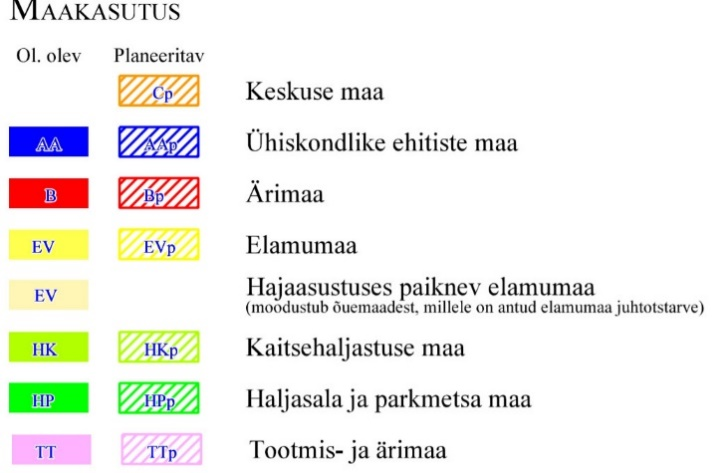 MAAKASUTUS
Ol. olev Planeeritav
Cp Keskuse maa
AA AAp Ühiskondlike ehitiste maa
B Bp Ärimaa
EV EVp Elamumaa
EV Hajaasustuses paiknev elamumaa
(moodustub õuemaadest, millele on antud elamumaa juhtotstarve)
HK HKp Kaitsehaljastuse maa
HP HPp Haljasala ja parkmetsa maa
TT TTp Tootmis- ja ärimaa